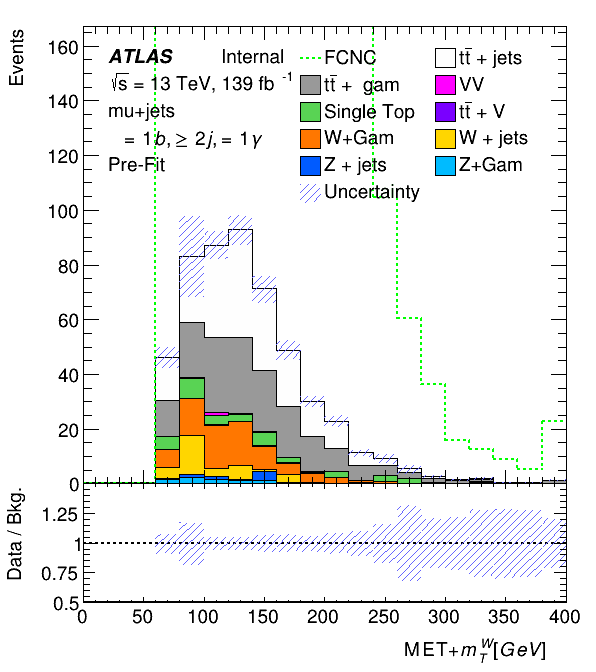 Events
ATLAS Internal
√s = 13 TeV, 139 fb -1
mu+jets
= 1b, ≥ 2j, = 1γ
Pre-Fit
FCNC
tt̄ + jets
tt̄ + gam
VV
Single Top
tt̄ + V
W+Gam
W + jets
Z + jets
Z+Gam
Uncertainty
160
140
120
100
80
60
40
20
0
Data / Bkg.
1.25
1
0.75
0.5
0 50 100 150 200 250 300 350 400
MET+m_T^W[GeV]